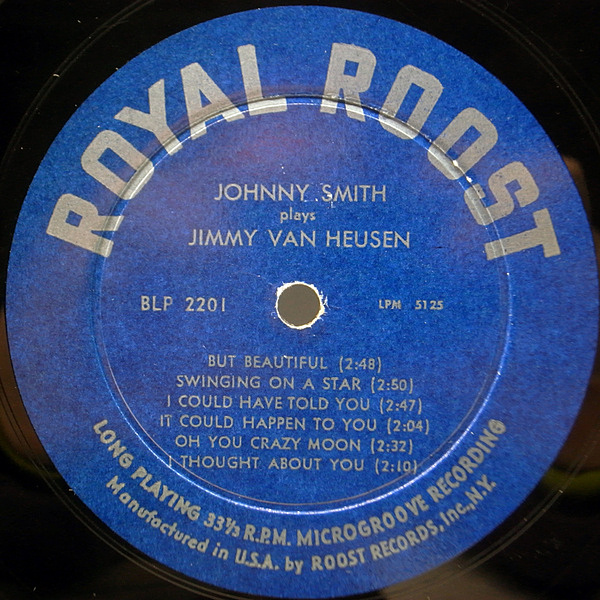 ROYAL ROOST
JOHNNY SMITH
plays
JIMMY VAN HEUSEN
BLP 2201
LPM 5125
BUT BEAUTIFUL (2:48)
SWINGING ON A STAR (2:50)
I COULD HAVE TOLD YOU (2:47)
IT COULD HAPPEN TO YOU (2:04)
OH YOU CRAZY MOON (2:32)
I THOUGHT ABOUT YOU (2:10)
LONG PLAYING 33⅓ R.P.M. MICROGROOVE RECORDING
Manufactured in U.S.A. by ROOST RECORDS, Inc., N.Y.